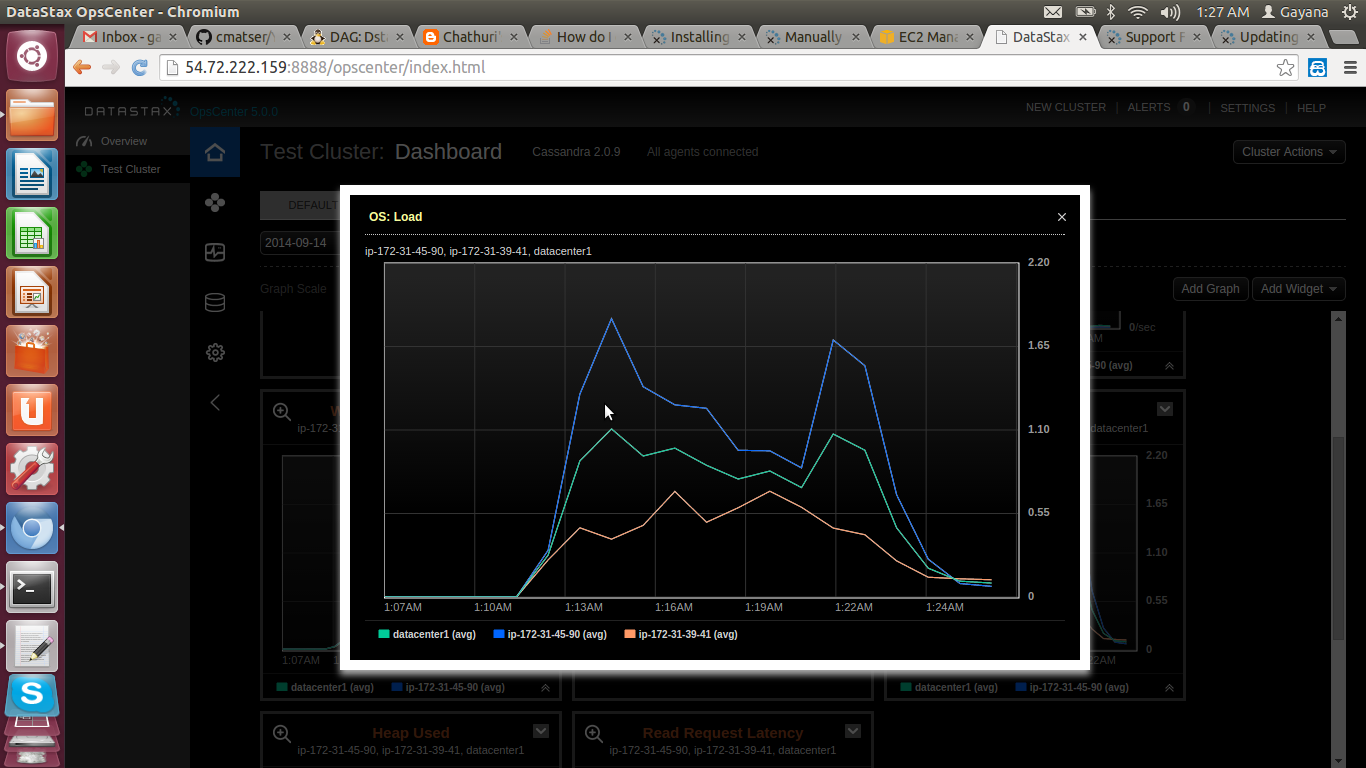 DataStax OpsCenter - Chromium
1:27 AM Gayana
Inbox - ga
cmatser/
DAG: Dsta
Chathuri'
How do I
Installing
Manually
EC2 Mana
DataStax
Support F
Updating
54.72.222.159:8888/opscenter/index.html
DATASTAX OpsCenter 5.0.0
NEW CLUSTER | ALERTS 0 | SETTINGS | HELP
Overview
Test Cluster
Test Cluster: Dashboard Cassandra 2.0.9 All agents connected
Cluster Actions
DEFAULT
2014-09-14
Graph Scale
Add Graph Add Widget
OS: Load
ip-172-31-45-90, ip-172-31-39-41, datacenter1
2.20
1.65
1.10
0.55
0
1:07AM 1:10AM 1:13AM 1:16AM 1:19AM 1:22AM 1:24AM
datacenter1 (avg) ip-172-31-45-90 (avg) ip-172-31-39-41 (avg)
0/sec
AM
-90 (avg)
W
ip-172-3
datacenter1
2.20
1.65
1.10
0.55
0
1:07AM
22AM
datacenter1 (avg) ip-172-31-45-90 (avg)
datacenter1 (avg) ip-172-31-45-90 (avg)
Heap Used
ip-172-31-45-90, ip-172-31-39-41, datacenter1
Read Request Latency
ip-172-31-45-90, ip-172-31-39-41, datacenter1